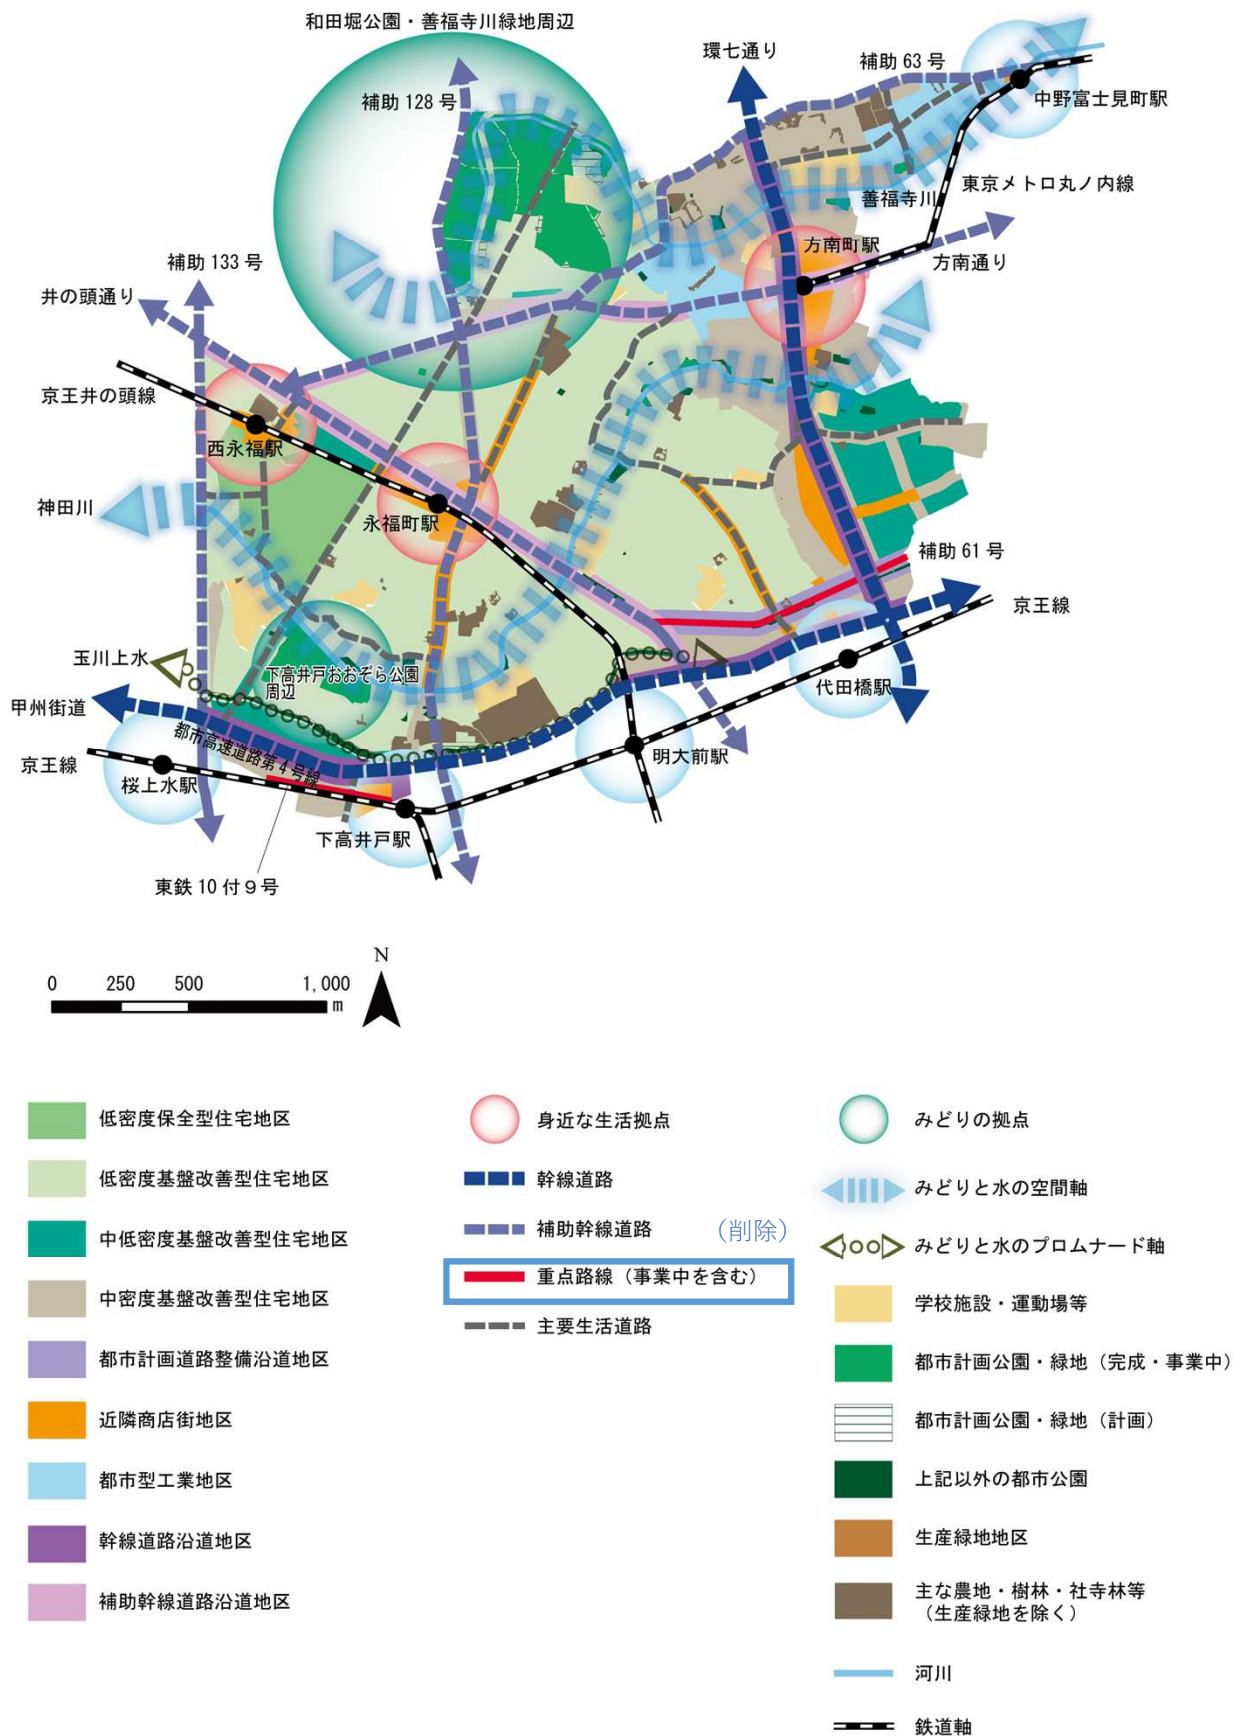 和田堀公園・善福寺川緑地周辺
環七通り
補助 63 号
中野富士見町駅
補助 128 号
東京メトロ丸ノ内線
善福寺川
方南町駅
方南通り
補助 133 号
井の頭通り
京王井の頭線
西永福駅
神田川
永福町駅
補助 61 号
京王線
玉川上水
下高井戸おおぞら公園
周辺
代田橋駅
甲州街道
都市高速道路第4号線
明大前駅
京王線
桜上水駅
下高井戸駅
東鉄 10 付9号
N
0 250 500 1,000
m
低密度保全型住宅地区
低密度基盤改善型住宅地区
中低密度基盤改善型住宅地区
中密度基盤改善型住宅地区
都市計画道路整備沿道地区
近隣商店街地区
都市型工業地区
幹線道路沿道地区
補助幹線道路沿道地区
身近な生活拠点
幹線道路
補助幹線道路 （削除）
重点路線（事業中を含む）
主要生活道路
みどりの拠点
みどりと水の空間軸
みどりと水のプロムナード軸
学校施設・運動場等
都市計画公園・緑地（完成・事業中）
都市計画公園・緑地（計画）
上記以外の都市公園
生産緑地地区
主な農地・樹林・社寺林等
（生産緑地を除く）
河川
鉄道軸